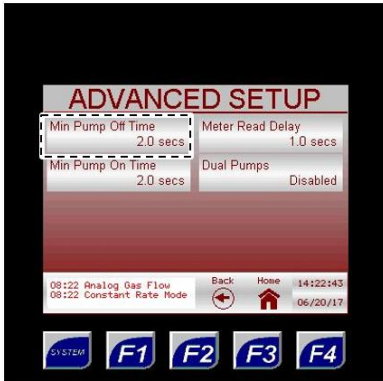 ADVANCED SETUP
Min Pump Off Time
2.0 secs
Meter Read Delay
1.0 secs
Min Pump On Time
2.0 secs
Dual Pumps
Disabled
08:22 Analog Gas Flow
08:22 Constant Rate Mode
Back
Home
14:22:43
06/20/17
SYSTEM
F1
F2
F3
F4